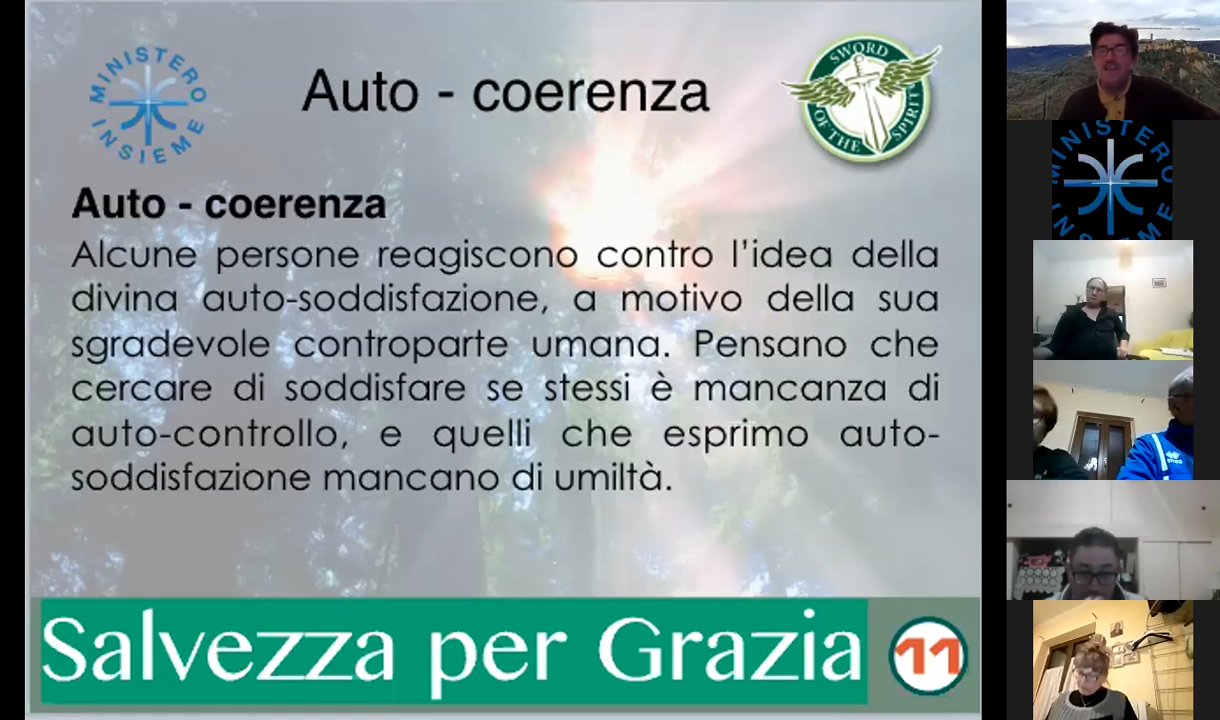 MINISTERO INSIEME
Auto - coerenza
SWORD OF THE SPIRIT
Auto - coerenza
Alcune persone reagiscono contro l’idea della
divina auto-soddisfazione, a motivo della sua
sgradevole controparte umana. Pensano che
cercare di soddisfare se stessi è mancanza di
auto-controllo, e quelli che esprimo auto-
soddisfazione mancano di umiltà.
Salvezza per Grazia
11
MINISTERO